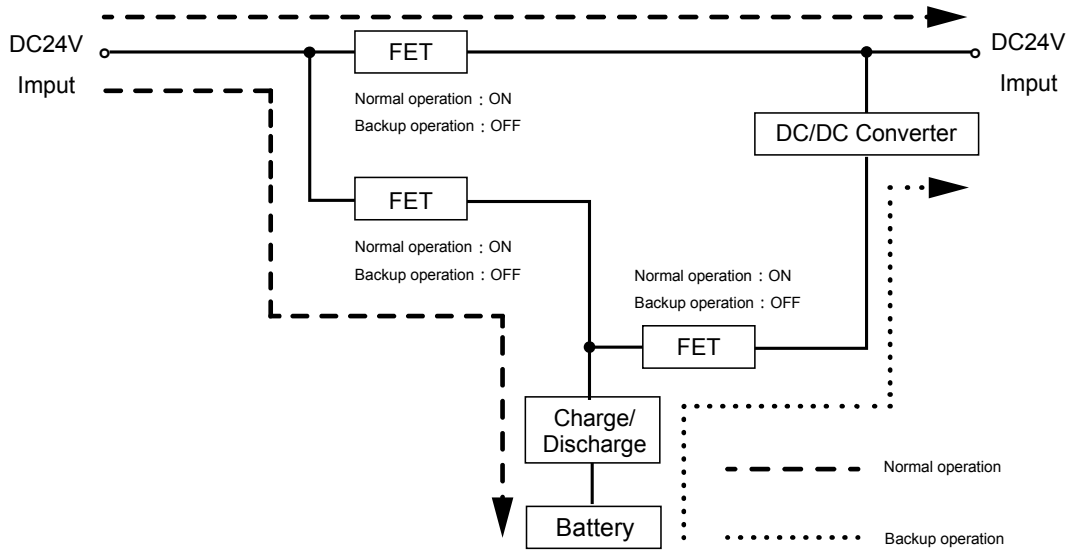 DC24V
Imput
FET
Normal operation：ON
Backup operation：OFF
DC24V
Imput
DC/DC Converter
FET
Normal operation：ON
Backup operation：OFF
Normal operation：ON
Backup operation：OFF
FET
Charge/
Discharge
Battery
Normal operation
Backup operation